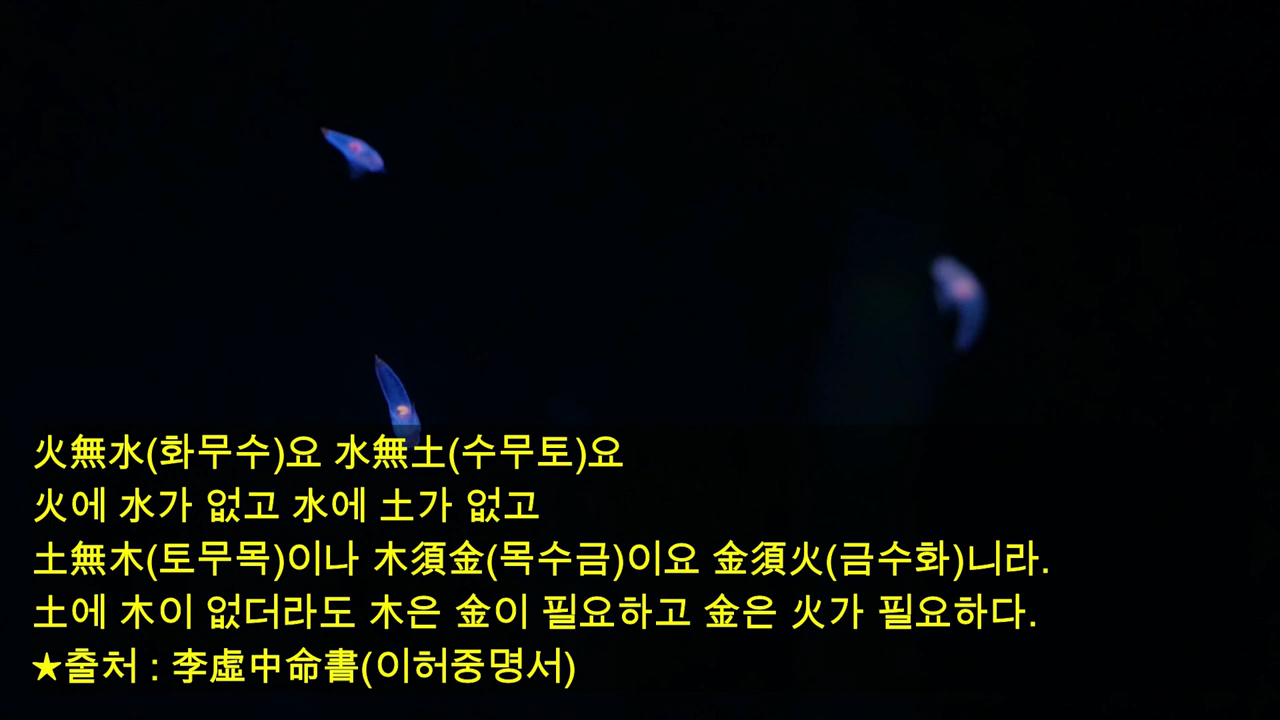 火無水(화무수)요 水無土(수무토)요
火에 水가 없고 水에 土가 없고
土無木(토무목)이나 木須金(목수금)이요 金須火(금수화)니라.
土에 木이 없더라도 木은 金이 필요하고 金은 火가 필요하다.
★출처 : 李虛中命書(이허중명서)